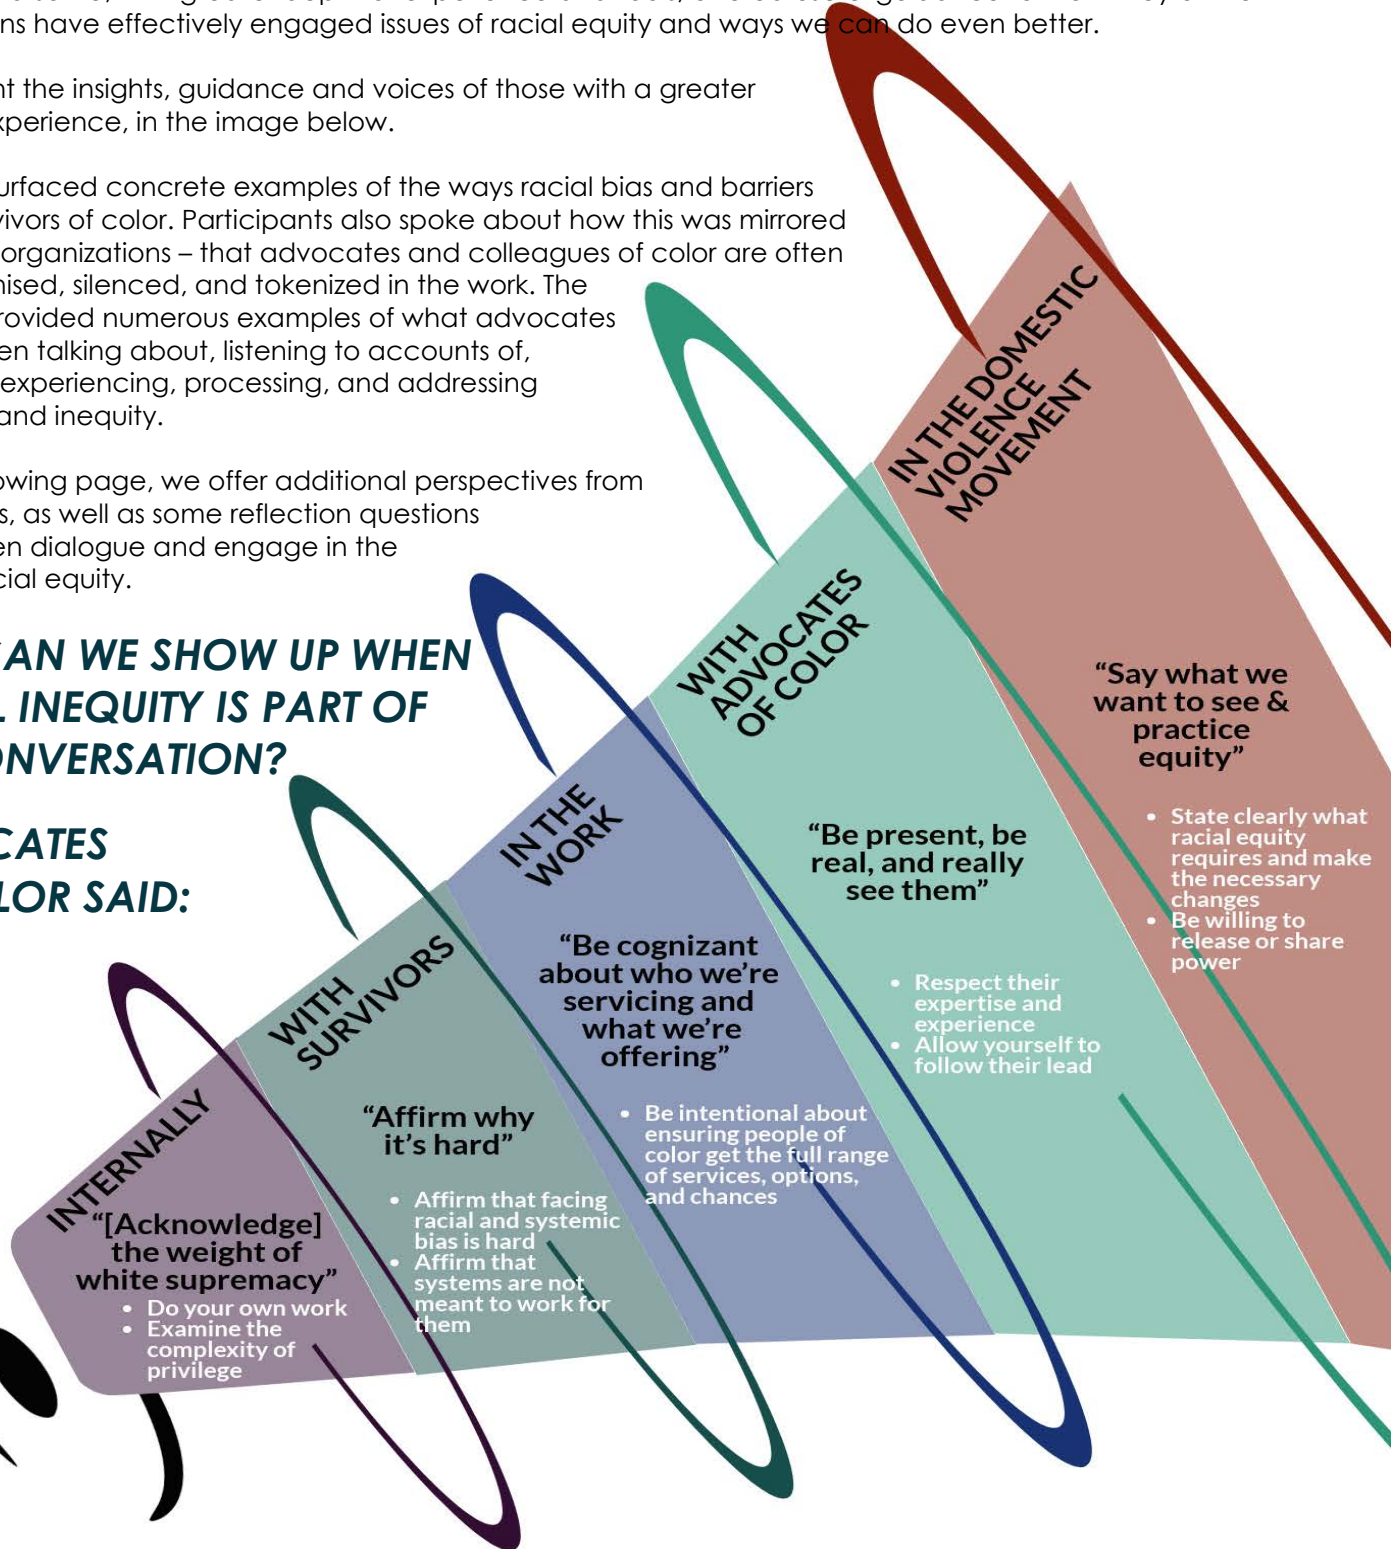 ns have effectively engaged issues of racial equity and ways we can do even better.
nt the insights, guidance and voices of those with a greater
xperience, in the image below.
urfaced concrete examples of the ways racial bias and barriers
vivors of color. Participants also spoke about how this was mirrored
organizations – that advocates and colleagues of color are often
nised, silenced, and tokenized in the work. The
rovided numerous examples of what advocates
en talking about, listening to accounts of,
experiencing, processing, and addressing
and inequity.
owing page, we offer additional perspectives from
s, as well as some reflection questions
en dialogue and engage in the
cial equity.
CAN WE SHOW UP WHEN
L INEQUITY IS PART OF
ONVERSATION?
CATES
LOR SAID:
INTERNALLY
“[Acknowledge]
the weight of
white supremacy”
• Do your own work
• Examine the
complexity of
privilege
WITH
SURVIVORS
“Affirm why
it’s hard”
• Affirm that facing
racial and systemic
bias is hard
• Affirm that
systems are not
meant to work for
them
IN THE
WORK
“Be cognizant
about who we’re
servicing and
what we’re
offering”
• Be intentional about
ensuring people of
color get the full range
of services, options,
and chances
WITH
ADVOCATES
OF COLOR
“Be present, be
real, and really
see them”
• Respect their
expertise and
experience
• Allow yourself to
follow their lead
IN THE DOMESTIC
VIOLENCE
MOVEMENT
“Say what we
want to see &
practice
equity”
• State clearly what
racial equity
requires and make
the necessary
changes
• Be willing to
release or share
power